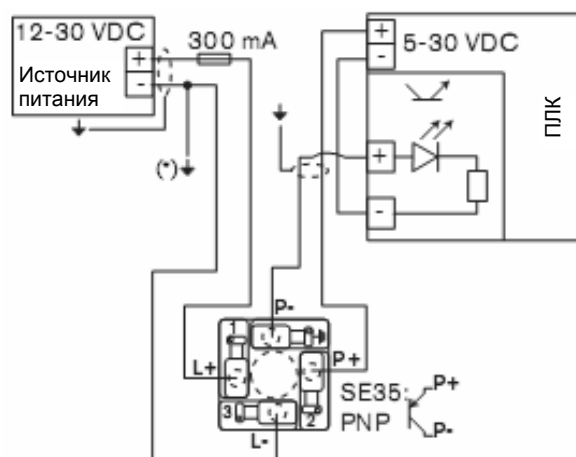 12-30 VDC
+
Источник
-
питания
300 mA
(*)
+
5-30 VDC
-
ПЛК
+
-
P-
1
L+
P+
3
2
L-
SE35:
PNP
P+
P-